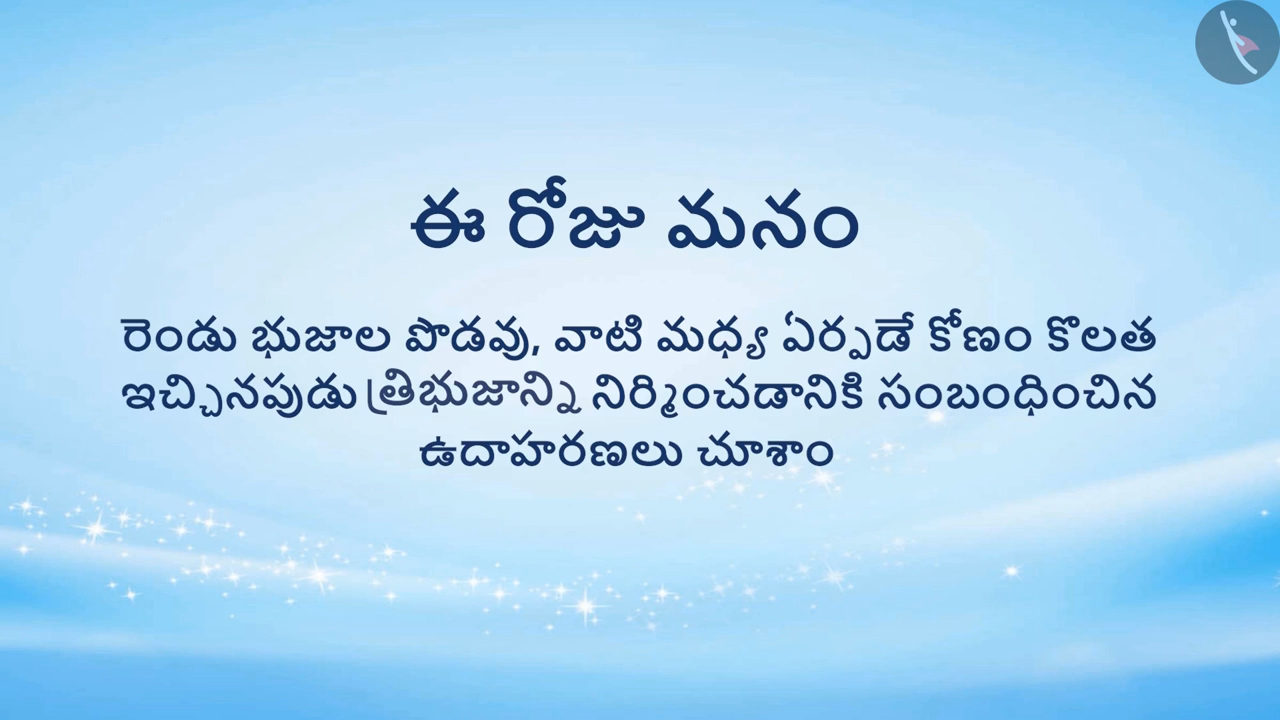 ఈ రోజు మనం
రెండు భుజాల పొడవు, వాటి మధ్య ఏర్పడే కోణం కొలత
ఇచ్చినపుడు త్రిభుజాన్ని నిర్మించడానికి సంబంధించిన
ఉదాహరణలు చూశాం